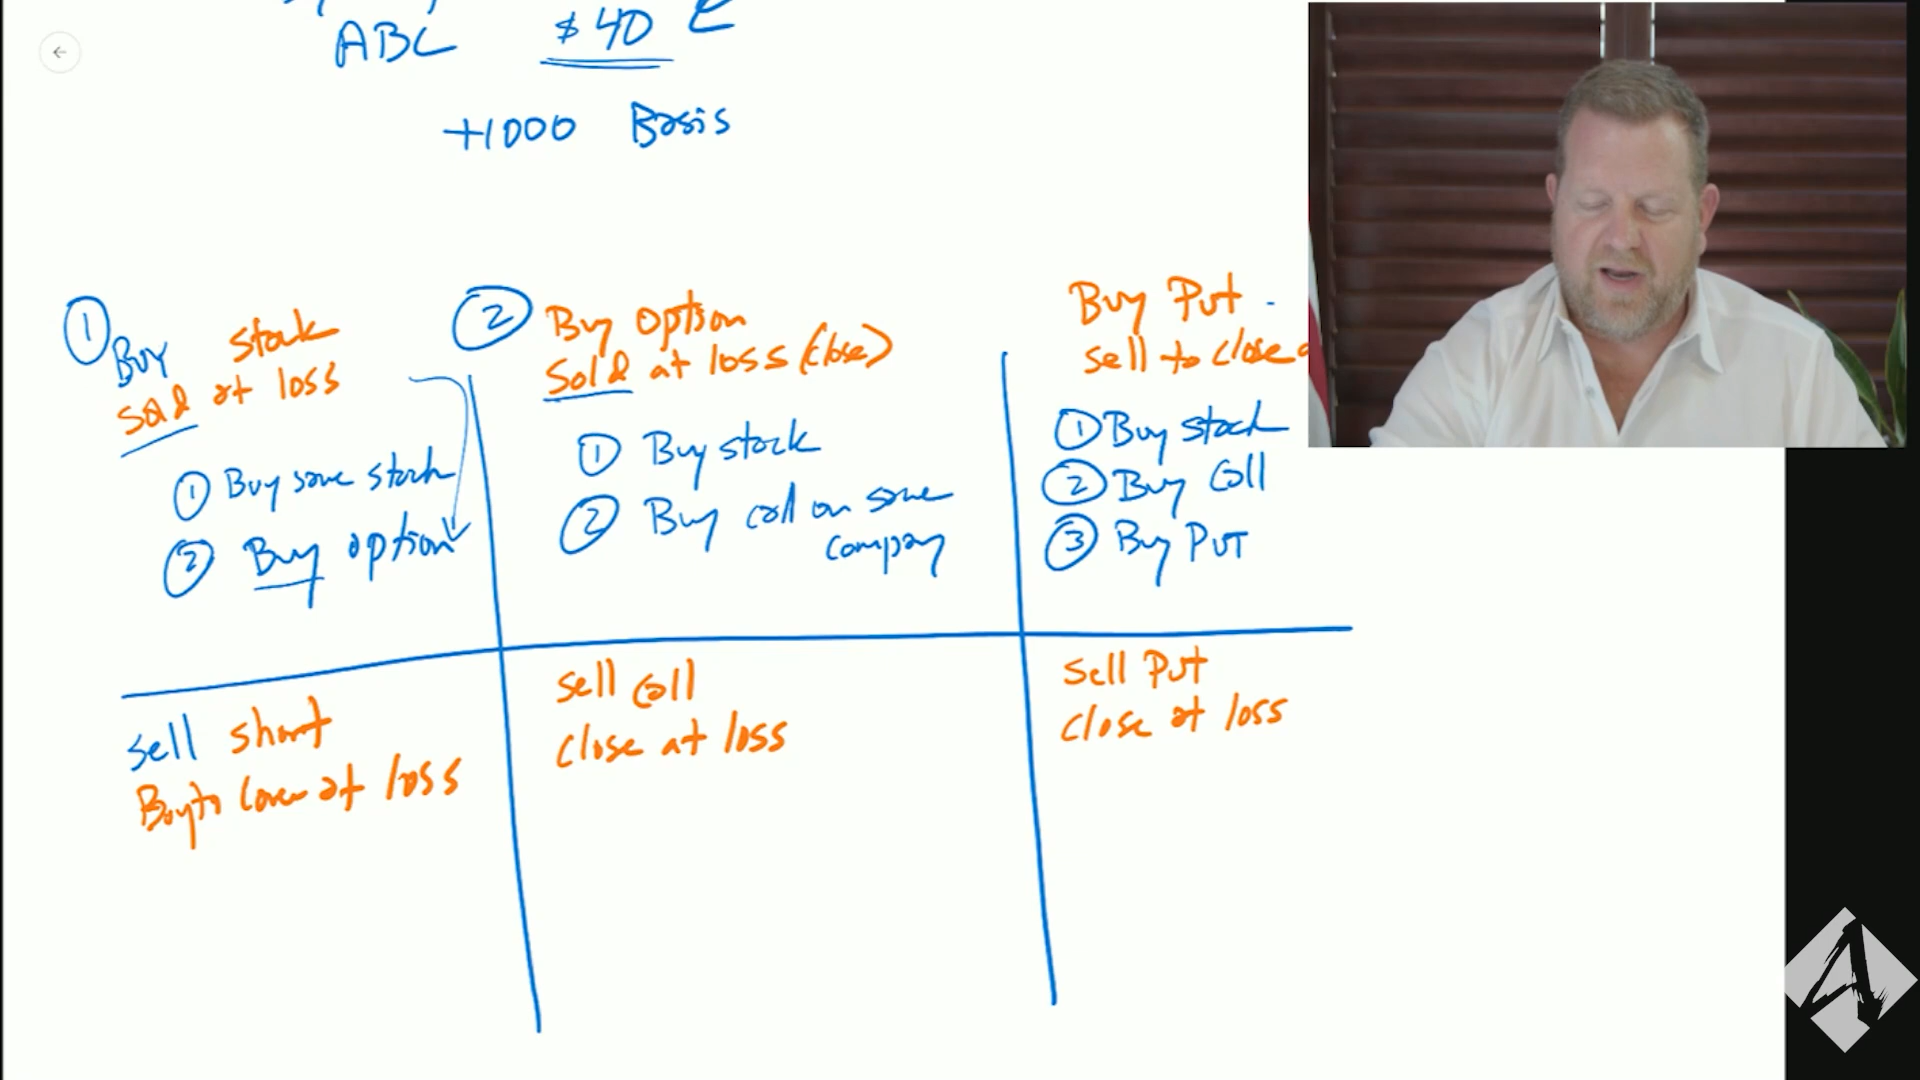 ABC $40
+1000 Basis
1
Buy stock
Sold at loss
1 Buy same stock
2 Buy option
2 Buy option
Sold at loss (close)
1 Buy stock
2 Buy call on same
company
Buy Put -
sell to close
1 Buy stock
2 Buy Call
3 Buy PUT
sell short
Buy to cover at loss
sell call
close at loss
sell Put
close at loss
A